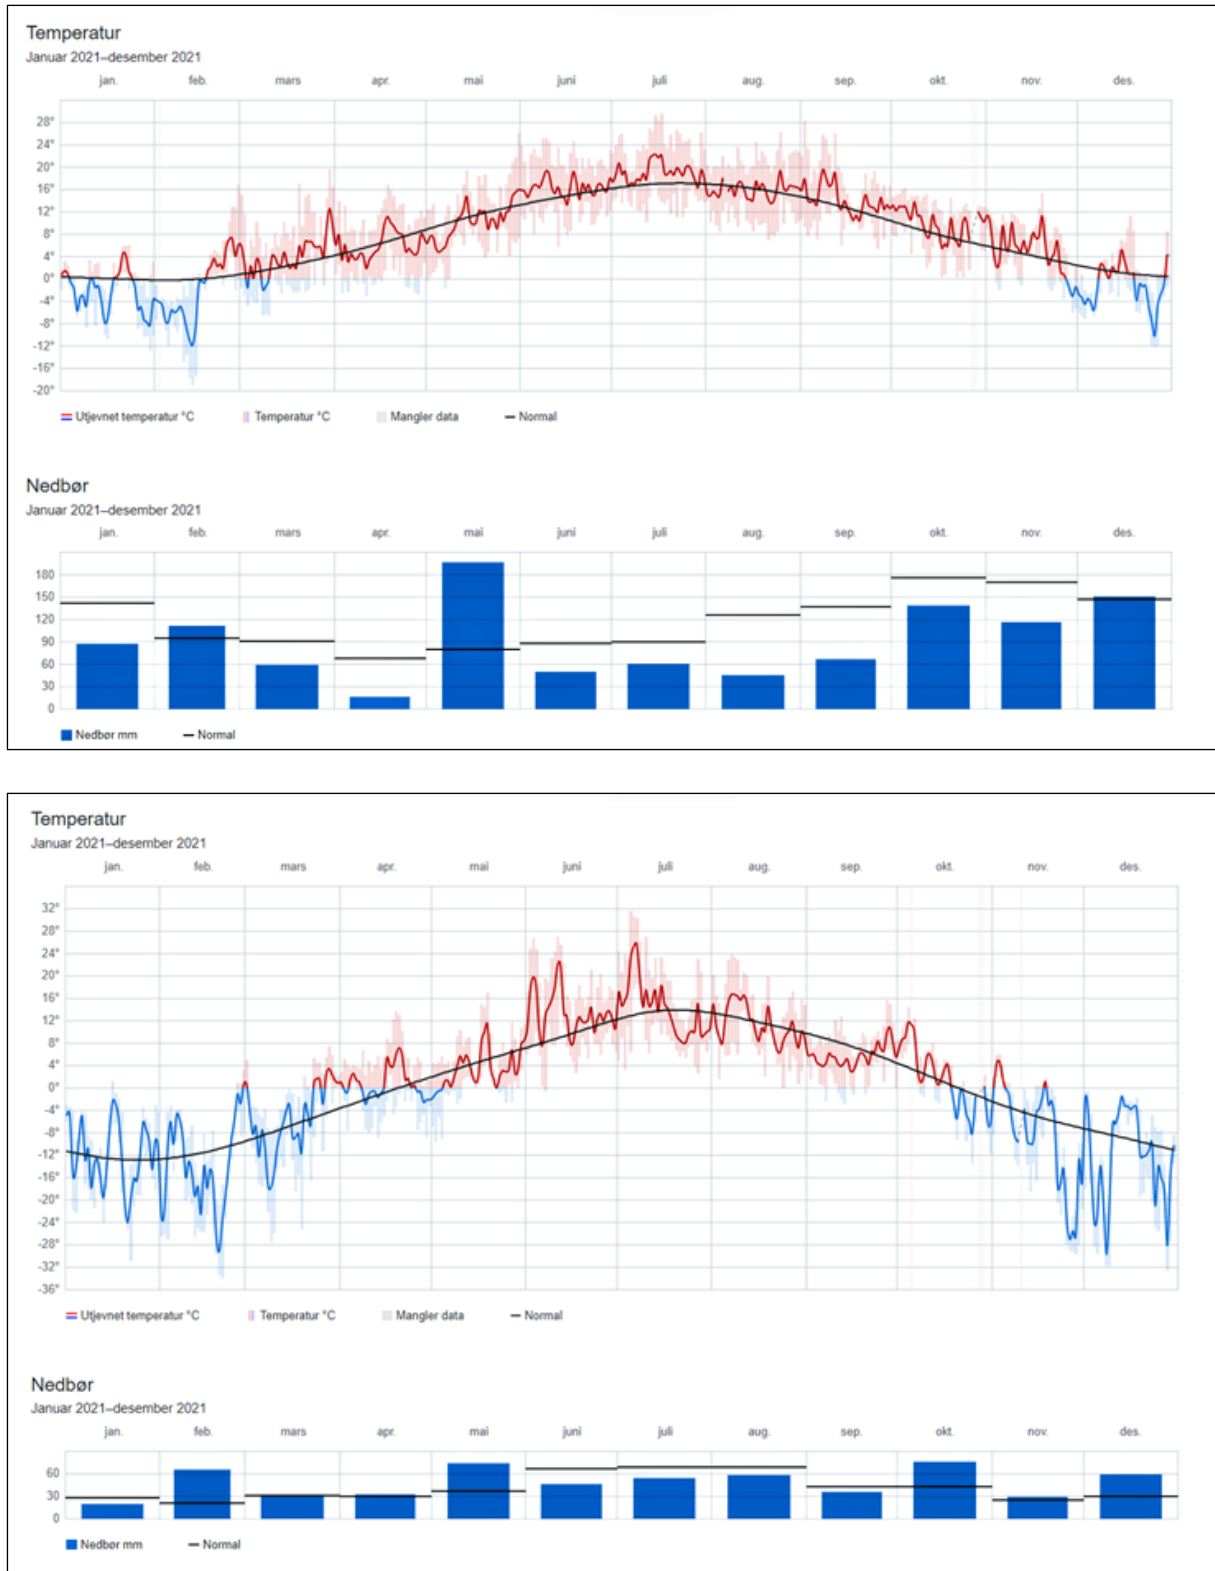 Temperatur
Januar 2021–desember 2021
jan. feb. mars apr. mai juni juli aug. sep. okt. nov. des.
28°
24°
20°
16°
12°
8°
4°
0°
-4°
-8°
-12°
-16°
-20°
Utjevnet temperatur °C Temperatur °C Mangler data Normal
Nedbør
Januar 2021–desember 2021
jan. feb. mars apr. mai juni juli aug. sep. okt. nov. des.
180
150
120
90
60
30
0
Nedbør mm Normal
Temperatur
Januar 2021–desember 2021
jan. feb. mars apr. mai juni juli aug. sep. okt. nov. des.
32°
28°
24°
20°
16°
12°
8°
4°
0°
-4°
-8°
-12°
-16°
-20°
-24°
-28°
-32°
-36°
Utjevnet temperatur °C Temperatur °C Mangler data Normal
Nedbør
Januar 2021–desember 2021
jan. feb. mars apr. mai juni juli aug. sep. okt. nov. des.
60
30
0
Nedbør mm Normal